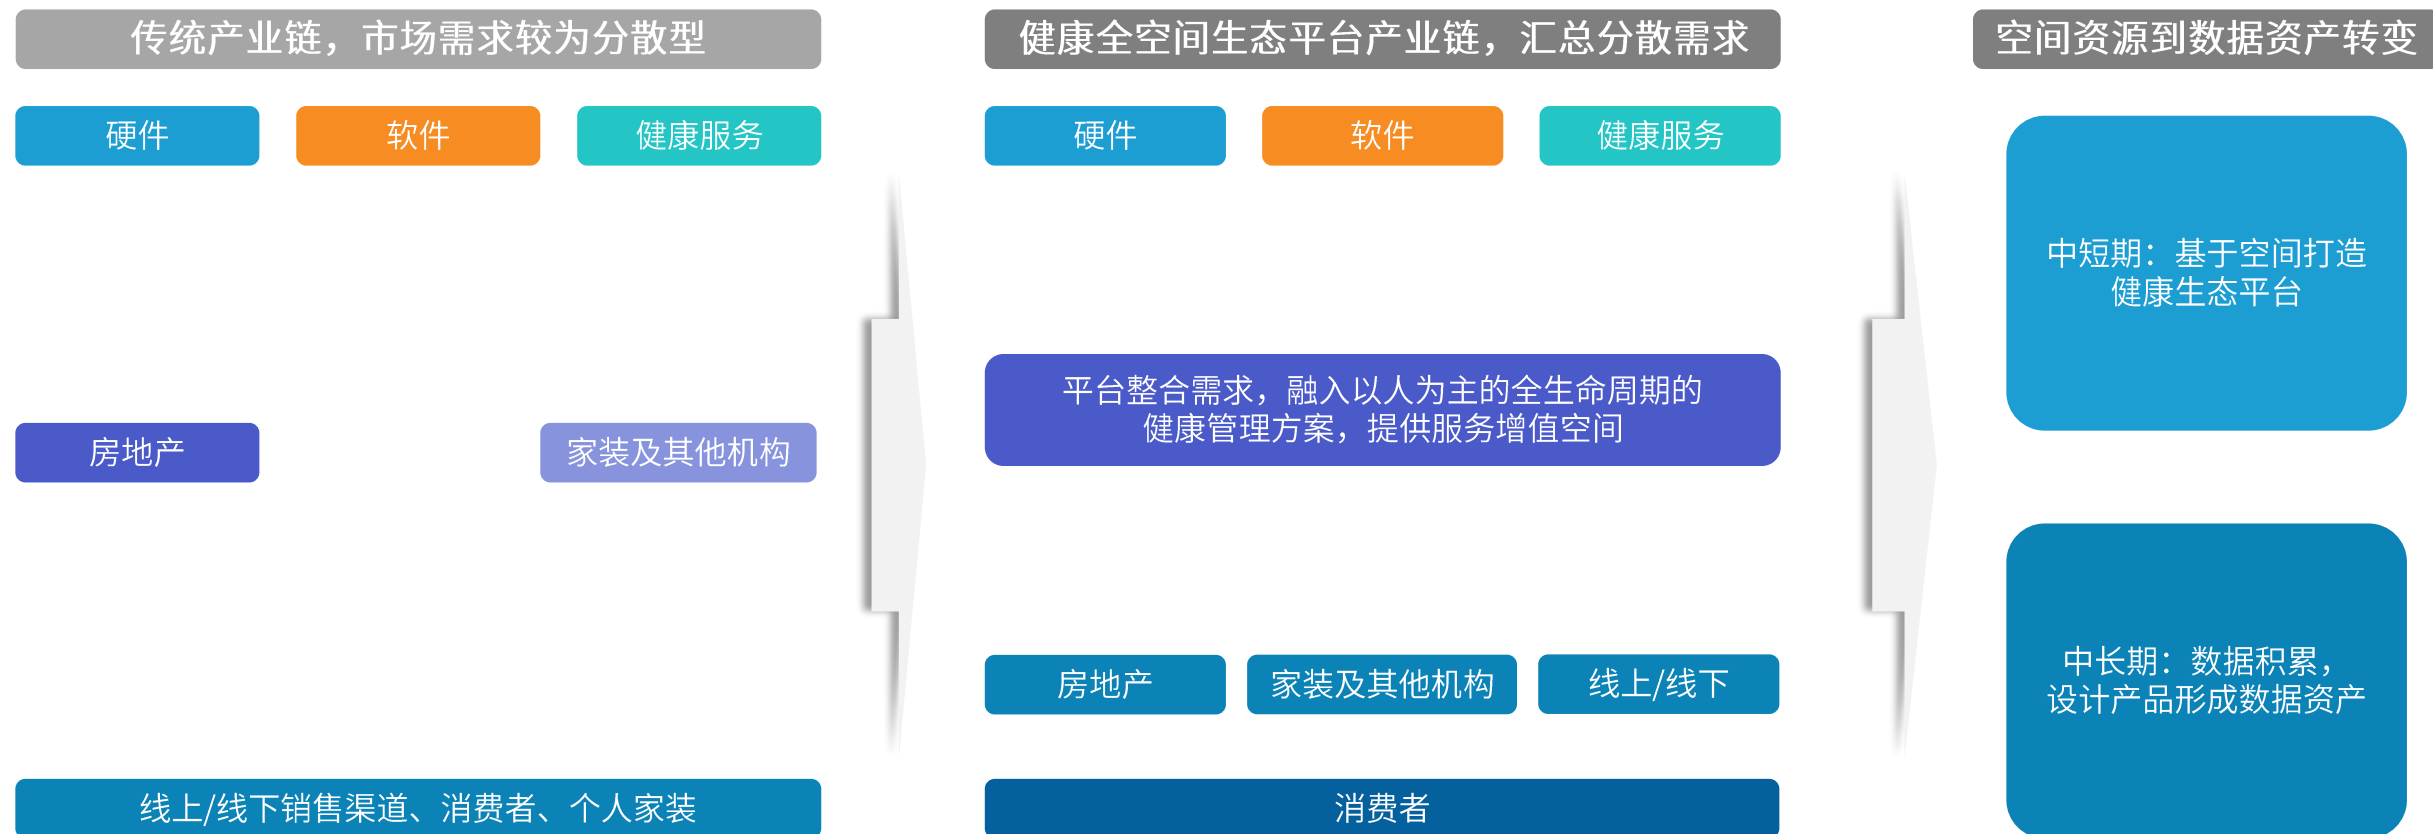 传统产业链，市场需求较为分散型
硬件
软件
健康服务
房地产
家装及其他机构
线上/线下销售渠道、消费者、个人家装
健康全空间生态平台产业链，汇总分散需求
硬件
软件
健康服务
平台整合需求，融入以人为主的全生命周期的
健康管理方案，提供服务增值空间
房地产
家装及其他机构
线上/线下
消费者
空间资源到数据资产转变
中短期：基于空间打造
健康生态平台
中长期：数据积累，
设计产品形成数据资产